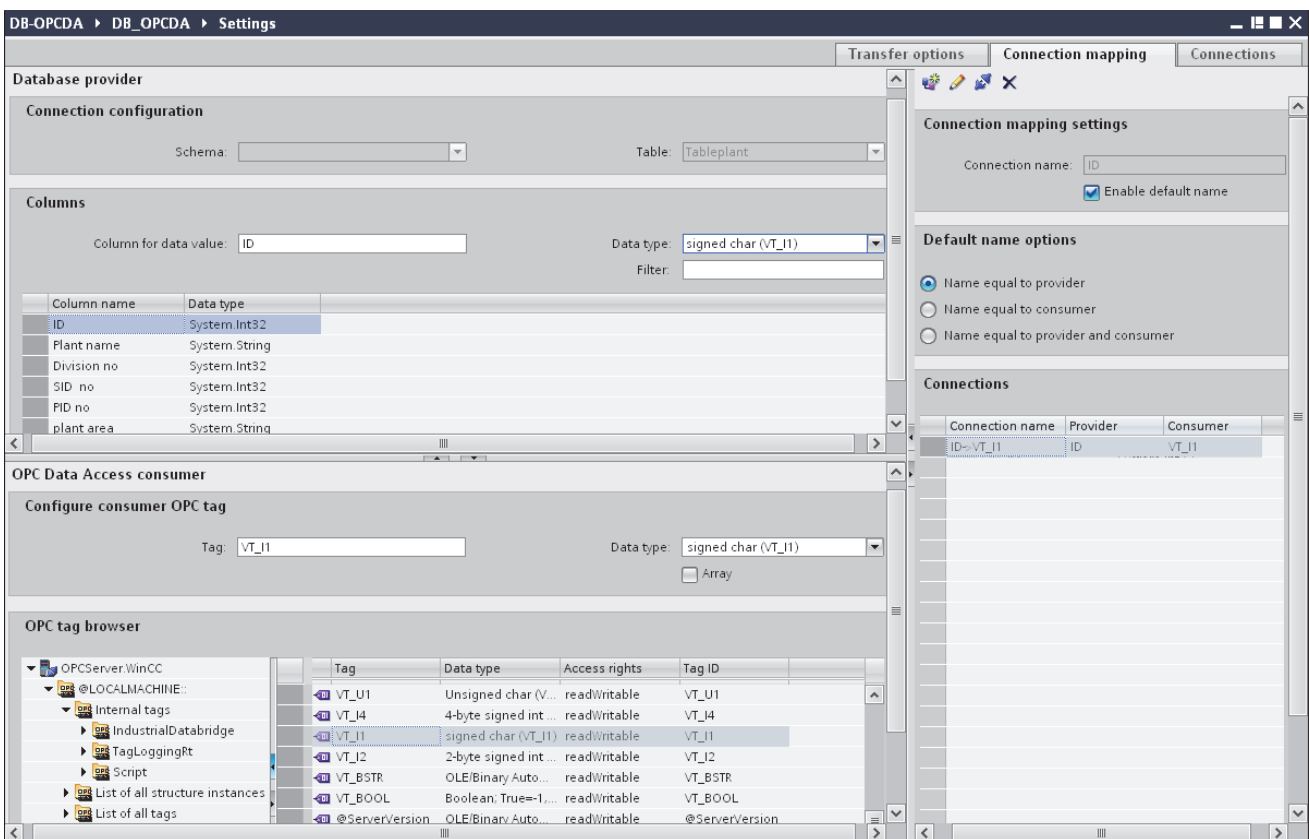 DB-OPCDA ▸ DB_OPCDA ▸ Settings
Transfer options Connection mapping Connections
Database provider
Connection configuration
Schema:
Table: Tableplant
Columns
Column for data value: ID
Data type: signed char (VT_I1)
Filter:
Column name Data type
ID System.Int32
Plant name System.String
Division no System.Int32
SID no System.Int32
PID no System.Int32
plant area System.String
OPC Data Access consumer
Configure consumer OPC tag
Tag: VT_I1
Data type: signed char (VT_I1)
Array
OPC tag browser
OPCServer.WinCC
@LOCALMACHINE::
Internal tags
IndustrialDatabridge
TagLoggingRt
Script
List of all structure instances
List of all tags
Tag Data type Access rights Tag ID
VT_U1 Unsigned char (V... readWritable VT_U1
VT_I4 4-byte signed int ... readWritable VT_I4
VT_I1 signed char (VT_I1) readWritable VT_I1
VT_I2 2-byte signed int ... readWritable VT_I2
VT_BSTR OLE/Binary Auto... readWritable VT_BSTR
VT_BOOL Boolean; True=-1,... readWritable VT_BOOL
@ServerVersion OLE/Binary Auto... readWritable @ServerVersion
Connection mapping settings
Connection name: ID
Enable default name
Default name options
Name equal to provider
Name equal to consumer
Name equal to provider and consumer
Connections
Connection name Provider Consumer
ID->VT_I1 ID VT_I1